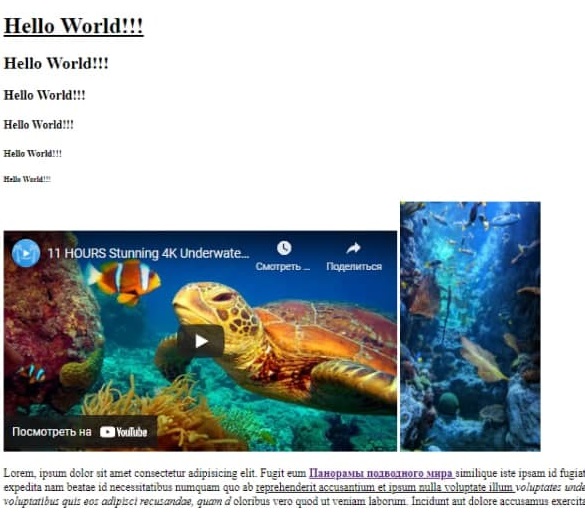 Hello World!!!
Hello World!!!
Hello World!!!
Hello World!!!
Hello World!!!
Hello World!!!
11 HOURS Stunning 4K Underwate...
Смотреть ...
Поделиться
Посмотреть на YouTube
Lorem, ipsum dolor sit amet consectetur adipisicing elit. Fugit eum Панорамы подводного мира similique iste ipsam id fugiat
expedita nam beatae id necessitatibus numquam quo ab reprehenderit accusantium et ipsum nulla voluptate illum voluptates unde
voluptatibus quis eos adipisci recusandae, quam d oloribus vero quod ut veniam laborum. Incidunt aut dolore accusamus exercit